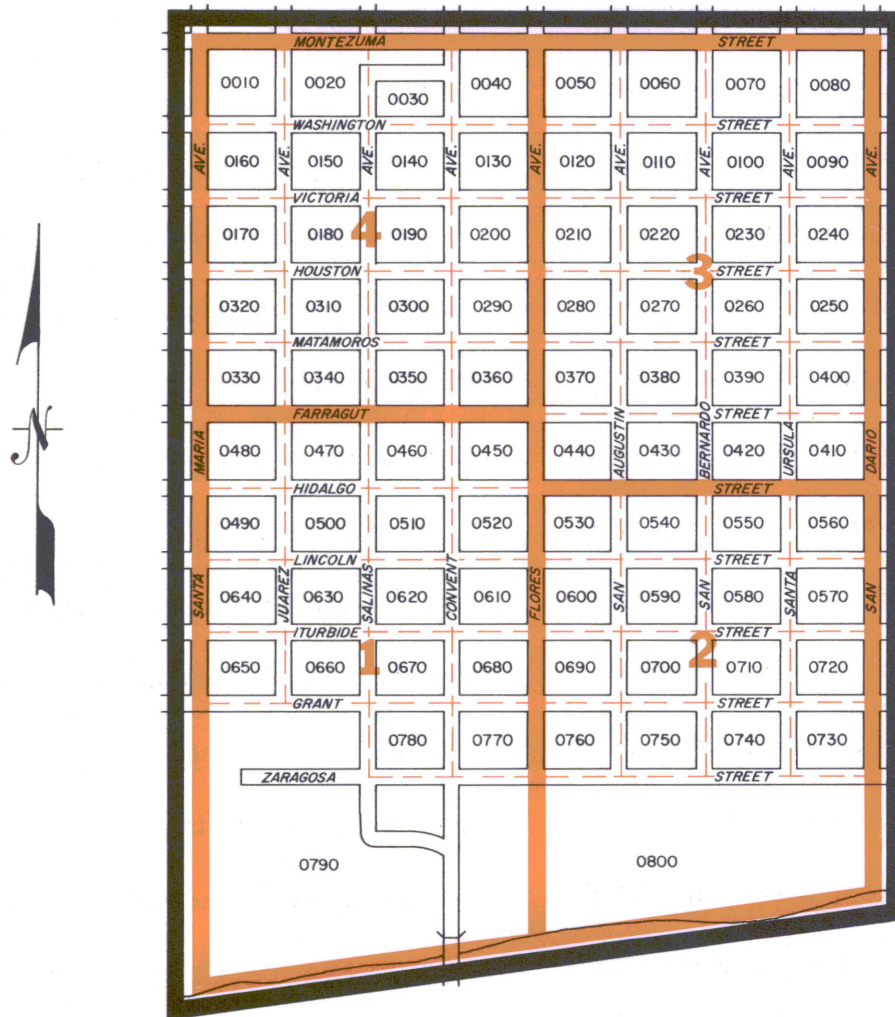 MONTEZUMA STREET
0010 0020 0030 0040 0050 0060 0070 0080
WASHINGTON STREET
AVE. AVE. AVE. AVE. AVE. AVE. AVE. AVE. AVE.
0160 0150 0140 0130 0120 0110 0100 0090
VICTORIA STREET
0170 0180 4 0190 0200 0210 0220 0230 0240
HOUSTON 3 STREET
0320 0310 0300 0290 0280 0270 0260 0250
MATAMOROS STREET
0330 0340 0350 0360 0370 0380 0390 0400
FARRAGUT STREET
N
MARIA AUGUSTIN BERNARDO URSULA DARIO
0480 0470 0460 0450 0440 0430 0420 0410
HIDALGO STREET
0490 0500 0510 0520 0530 0540 0550 0560
LINCOLN STREET
SANTA JUAREZ SALINAS CONVENT FLORES SAN SAN SANTA SAN
0640 0630 0620 0610 0600 0590 0580 0570
ITURBIDE STREET
0650 0660 1 0670 0680 0690 0700 2 0710 0720
GRANT STREET
0780 0770 0760 0750 0740 0730
ZARAGOSA STREET
0790 0800